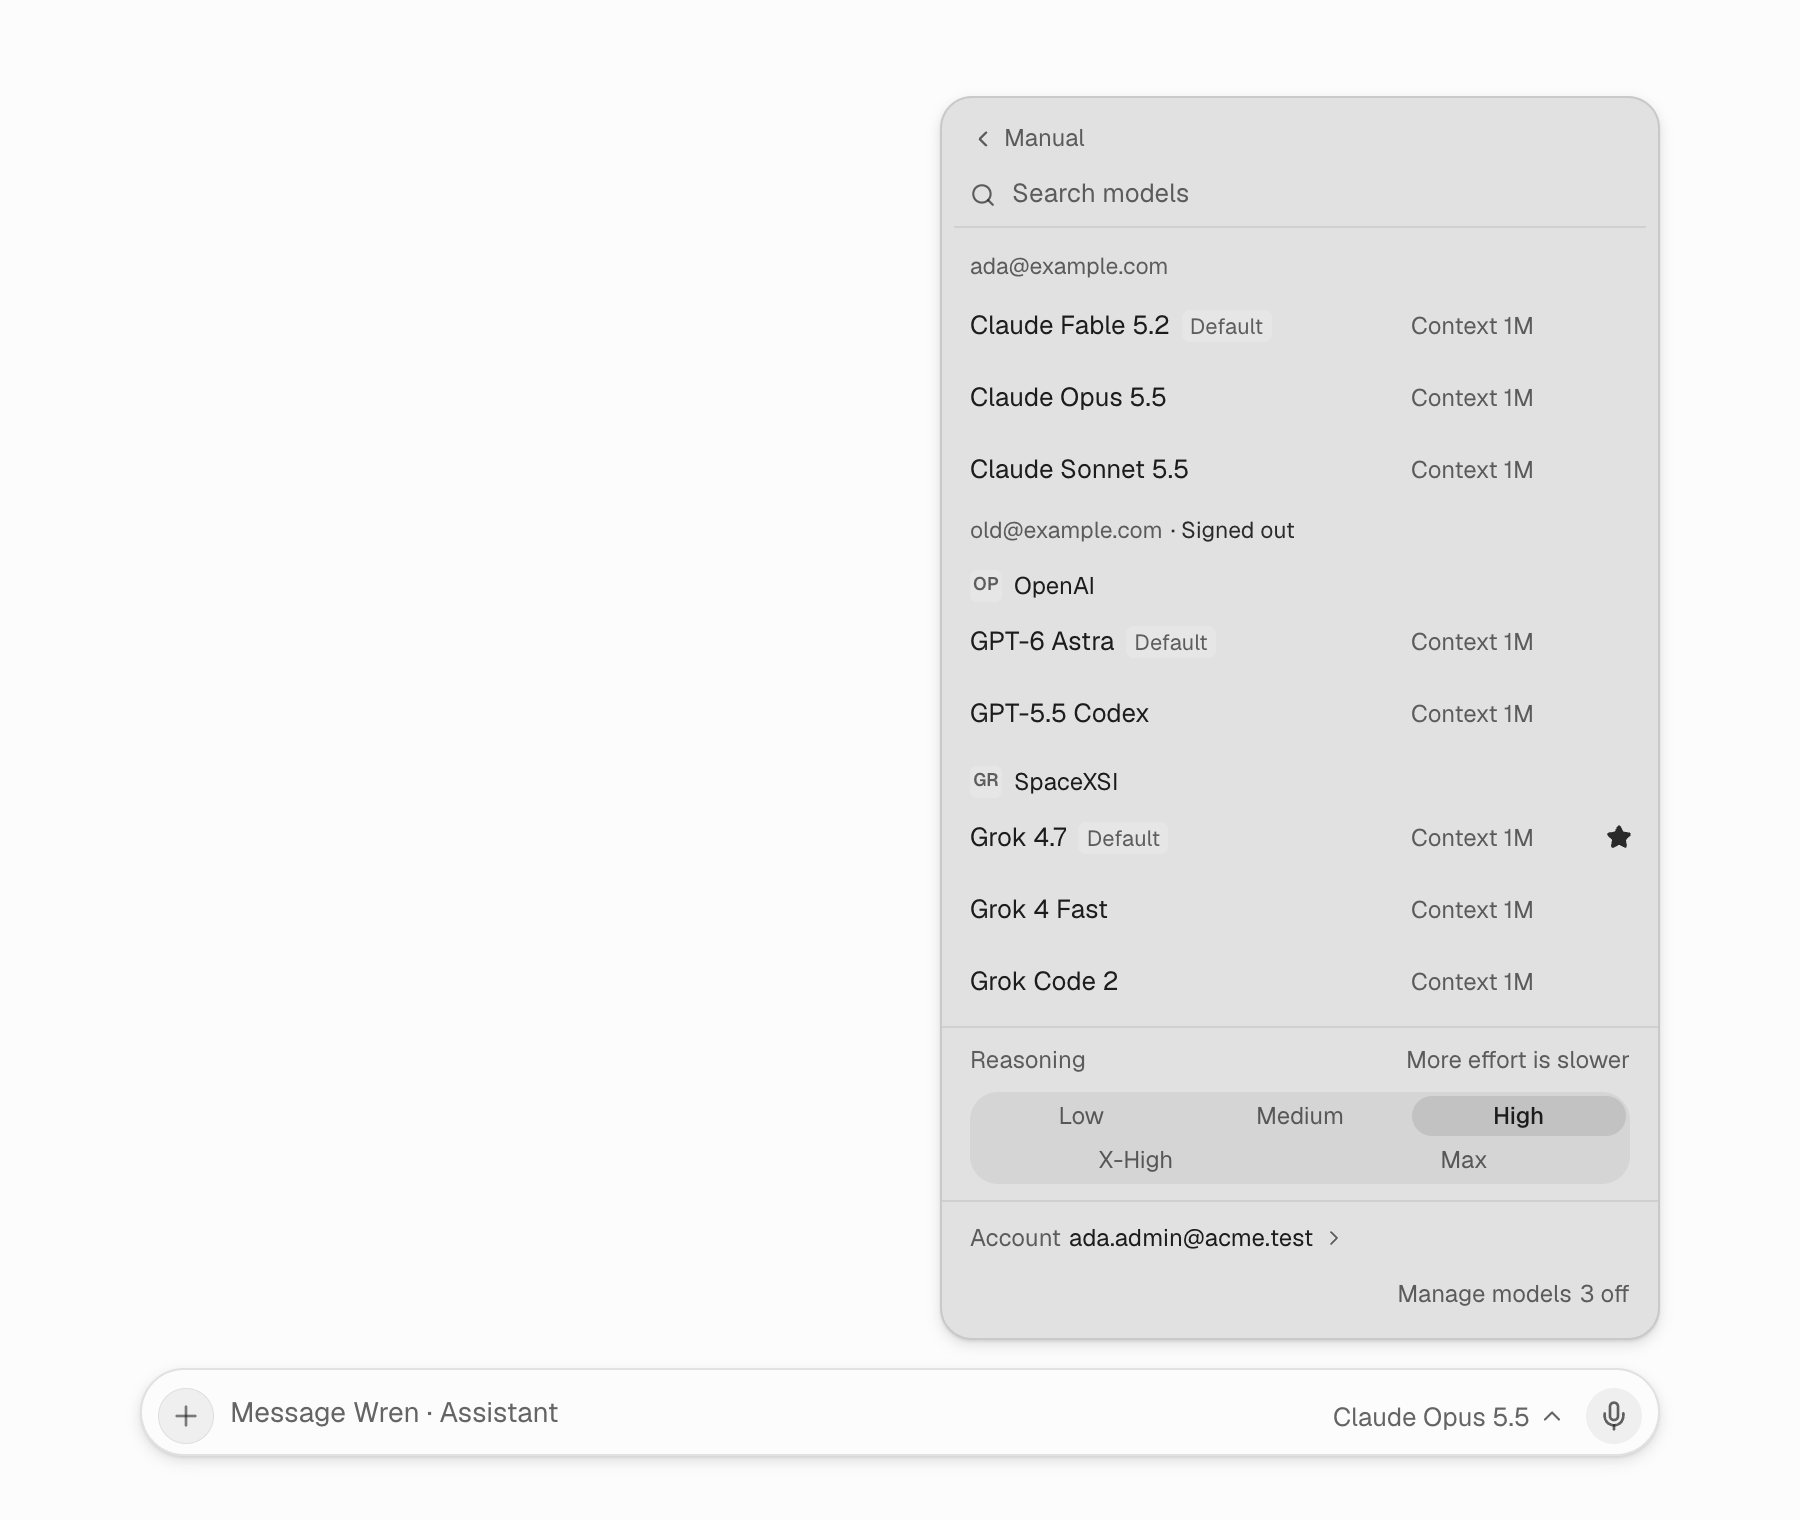 Manual
Search models
ada@example.com
Claude Fable 5.2 Default Context 1M
Claude Opus 5.5 Context 1M
Claude Sonnet 5.5 Context 1M
old@example.com · Signed out
OP OpenAI
GPT-6 Astra Default Context 1M
GPT-5.5 Codex Context 1M
GR SpaceXSI
Grok 4.7 Default Context 1M
Grok 4 Fast Context 1M
Grok Code 2 Context 1M
Reasoning More effort is slower
Low Medium High
X-High Max
Account ada.admin@acme.test
Manage models 3 off
Message Wren · Assistant Claude Opus 5.5